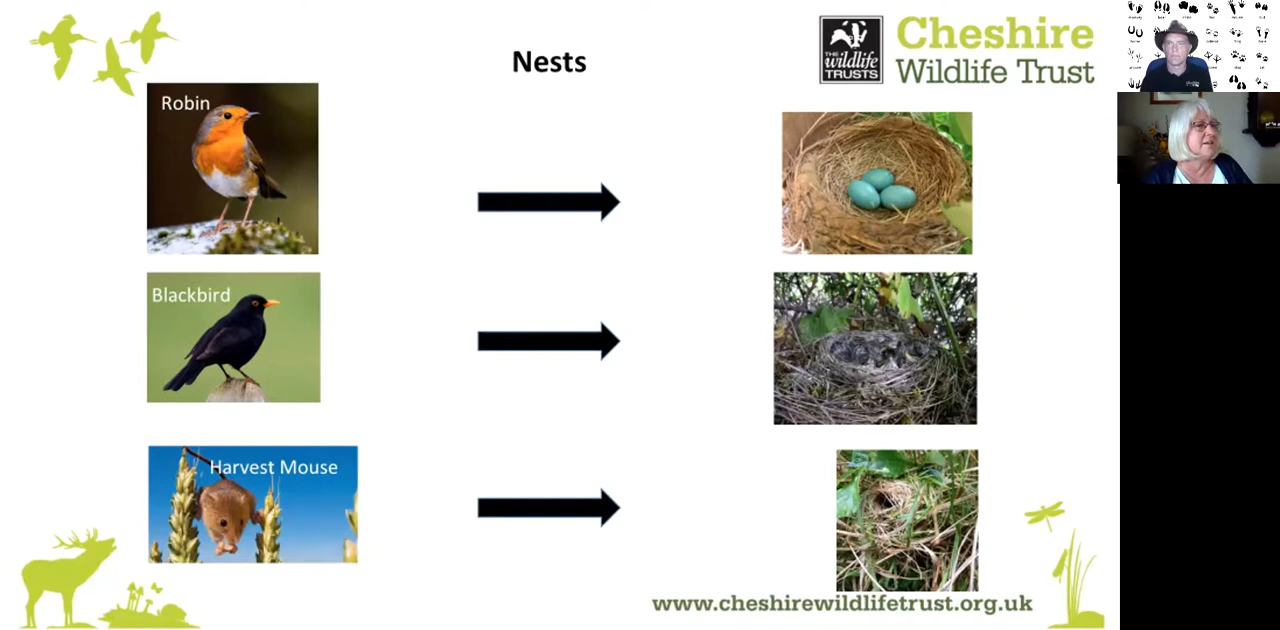 Nests
THE
wildlife
TRUSTS
Cheshire
Wildlife Trust
Robin
Blackbird
Harvest Mouse
www.cheshirewildlifetrust.org.uk